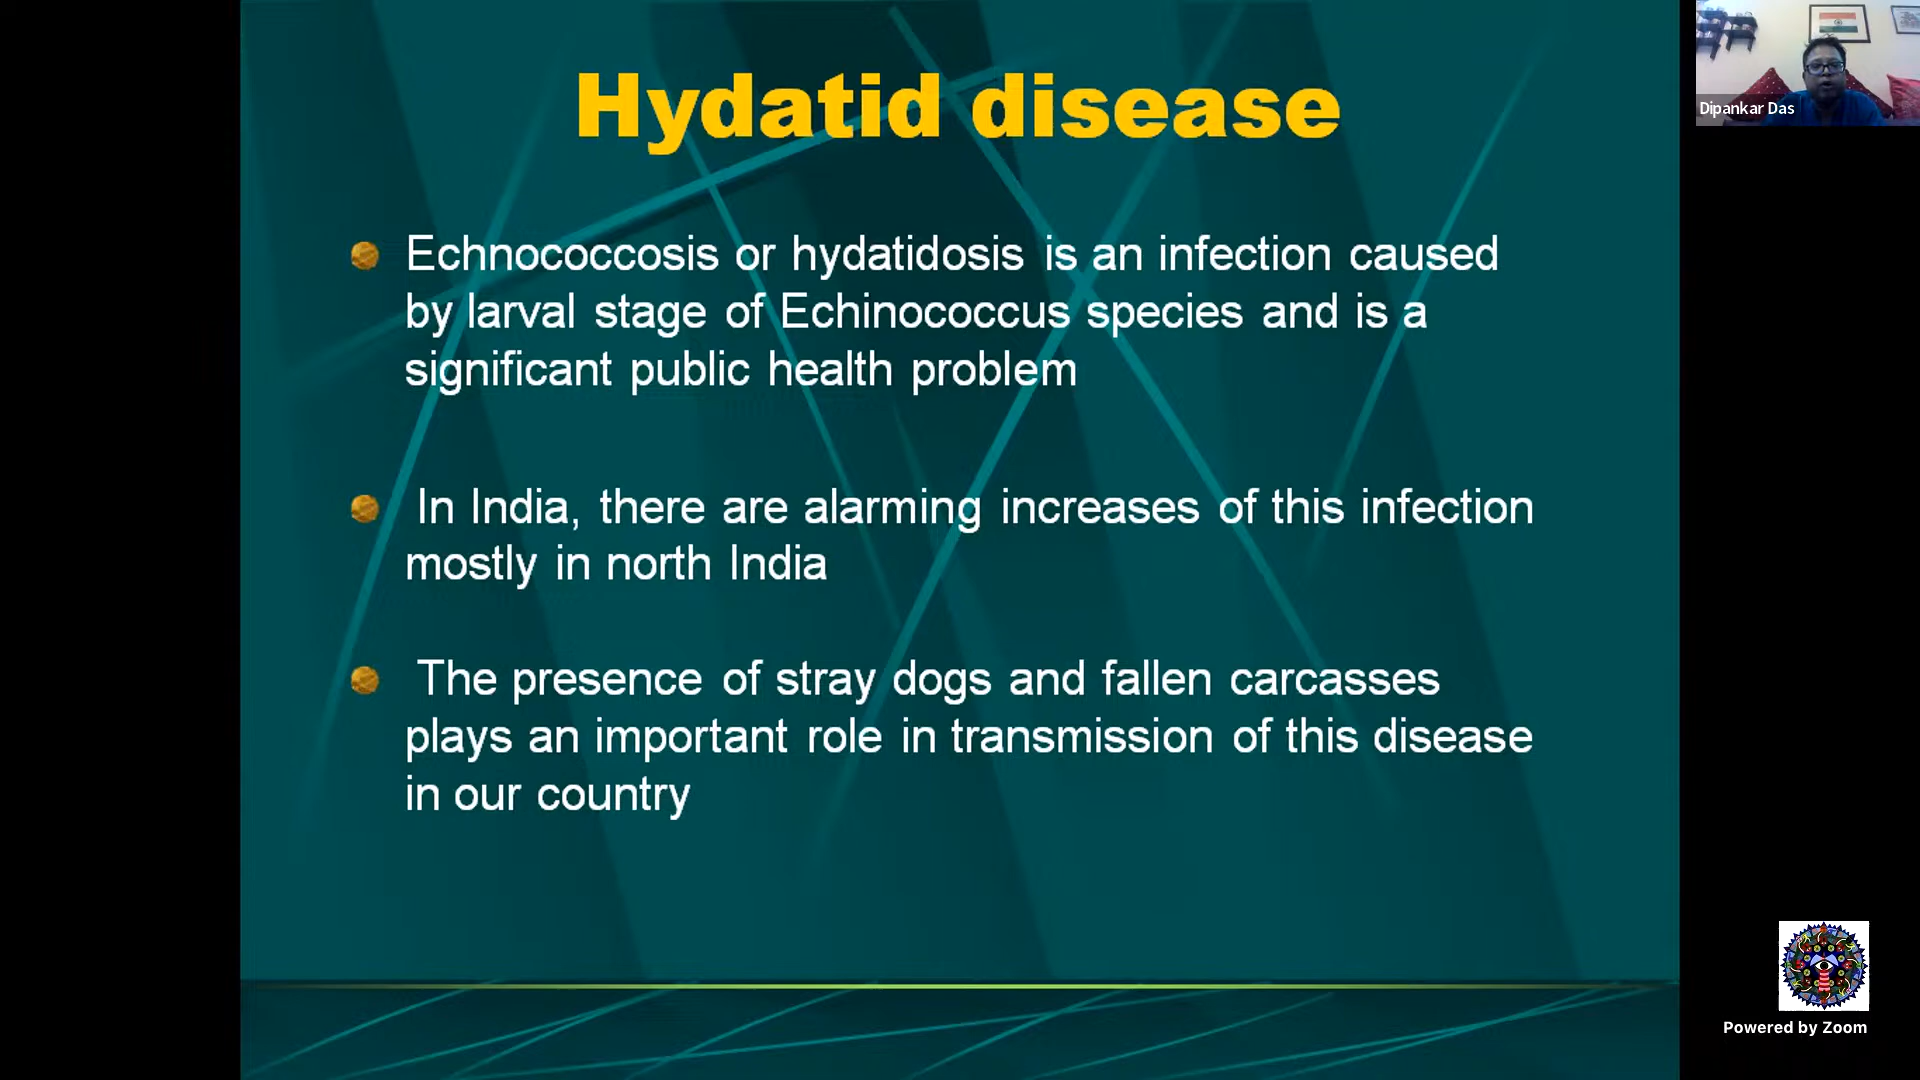 Hydatid disease
Echnococcosis or hydatidosis is an infection caused
by larval stage of Echinococcus species and is a
significant public health problem
In India, there are alarming increases of this infection
mostly in north India
The presence of stray dogs and fallen carcasses
plays an important role in transmission of this disease
in our country
Dipankar Das
Powered by Zoom